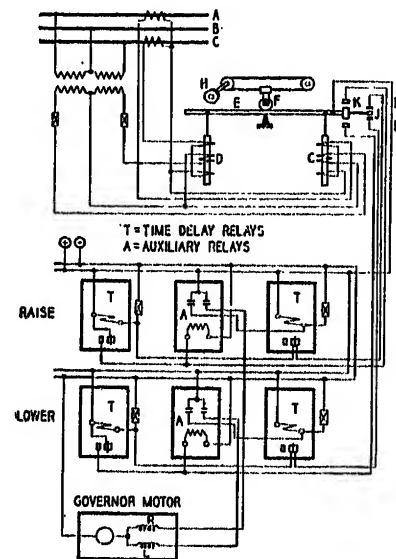 A
B
C
H
E
F
K
J
D
C
T = TIME DELAY RELAYS
A = AUXILIARY RELAYS
RAISE
T
A
T
LOWER
T
A
T
GOVERNOR MOTOR
R
L